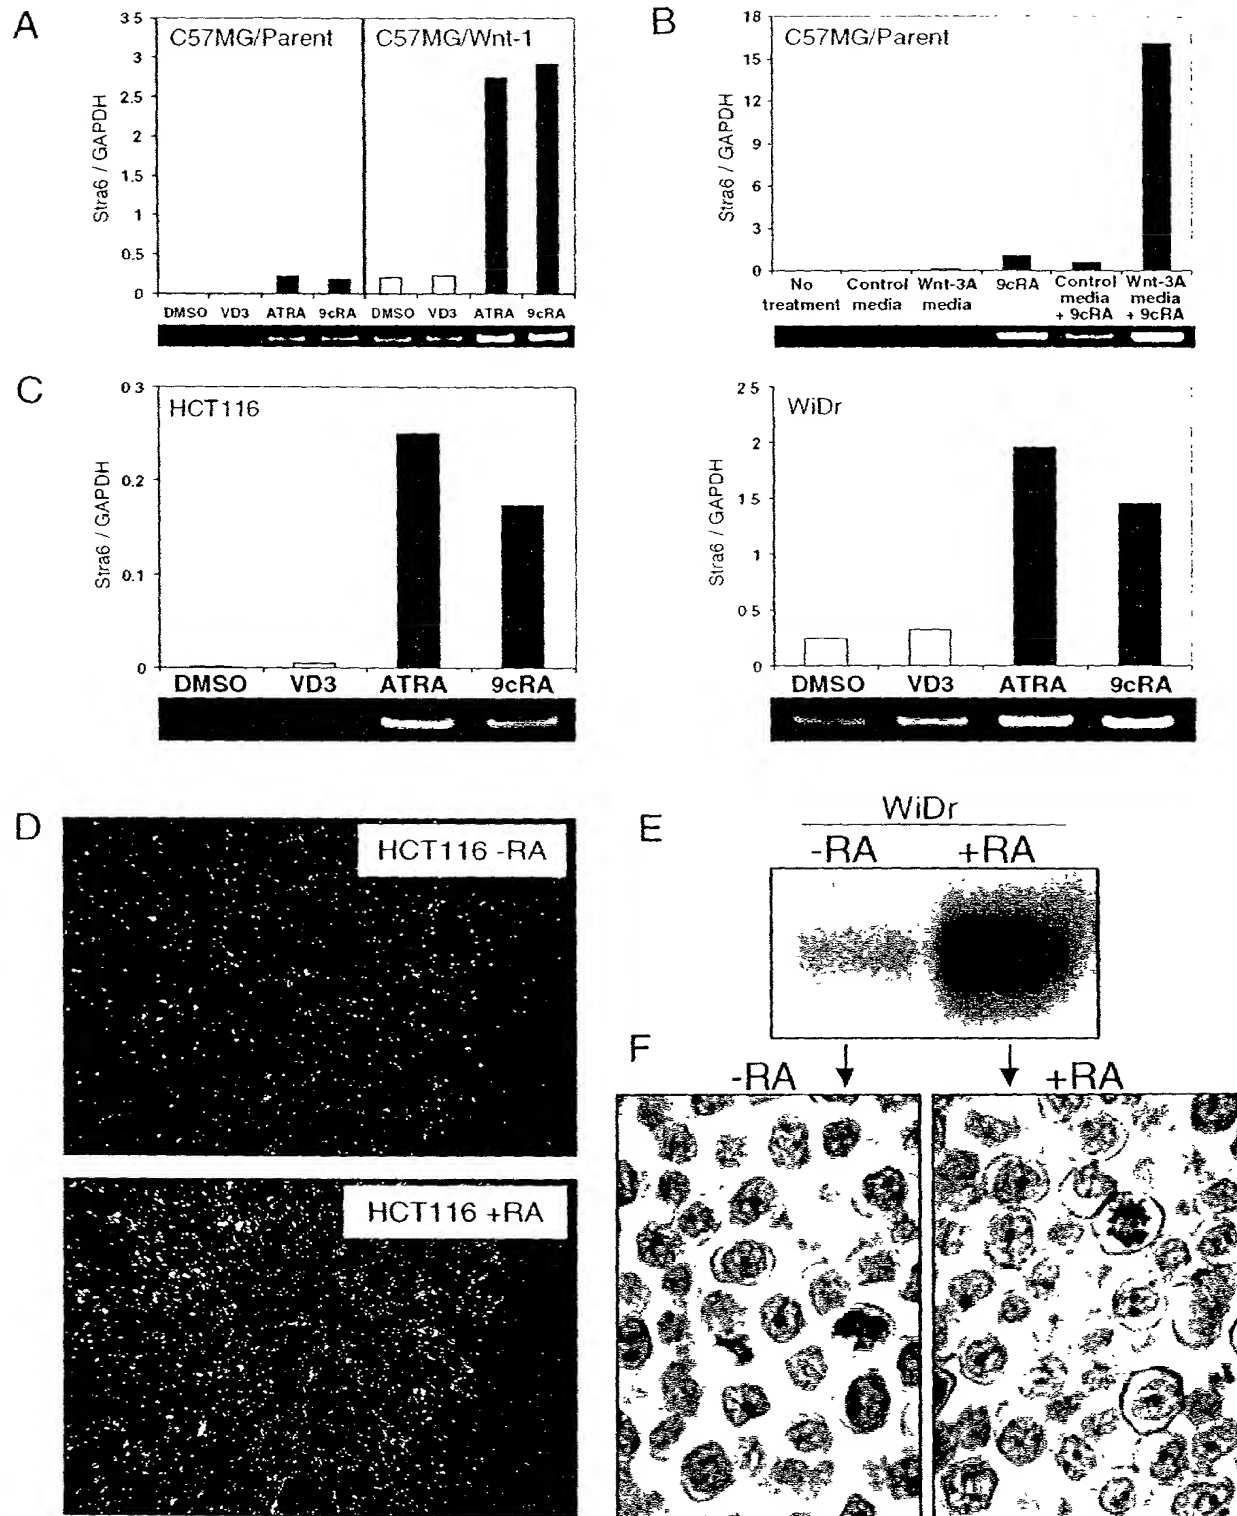 A
C57MG/Parent
C57MG/Wnt-1
Stra6 / GAPDH
3.5
3
2.5
2
1.5
1
0.5
0
DMSO VD3 ATRA 9cRA DMSO VD3 ATRA 9cRA
B
C57MG/Parent
Stra6 / GAPDH
18
15
12
9
6
3
0
No treatment
Control media
Wnt-3A media
9cRA
Control media + 9cRA
Wnt-3A media + 9cRA
C
HCT116
Stra6 / GAPDH
0 3
0.2
0.1
0
DMSO VD3 ATRA 9cRA
WiDr
Stra6 / GAPDH
2 5
2
1 5
1
0 5
0
DMSO VD3 ATRA 9cRA
D
HCT116 -RA
HCT116 +RA
E
WiDr
-RA +RA
F
-RA +RA